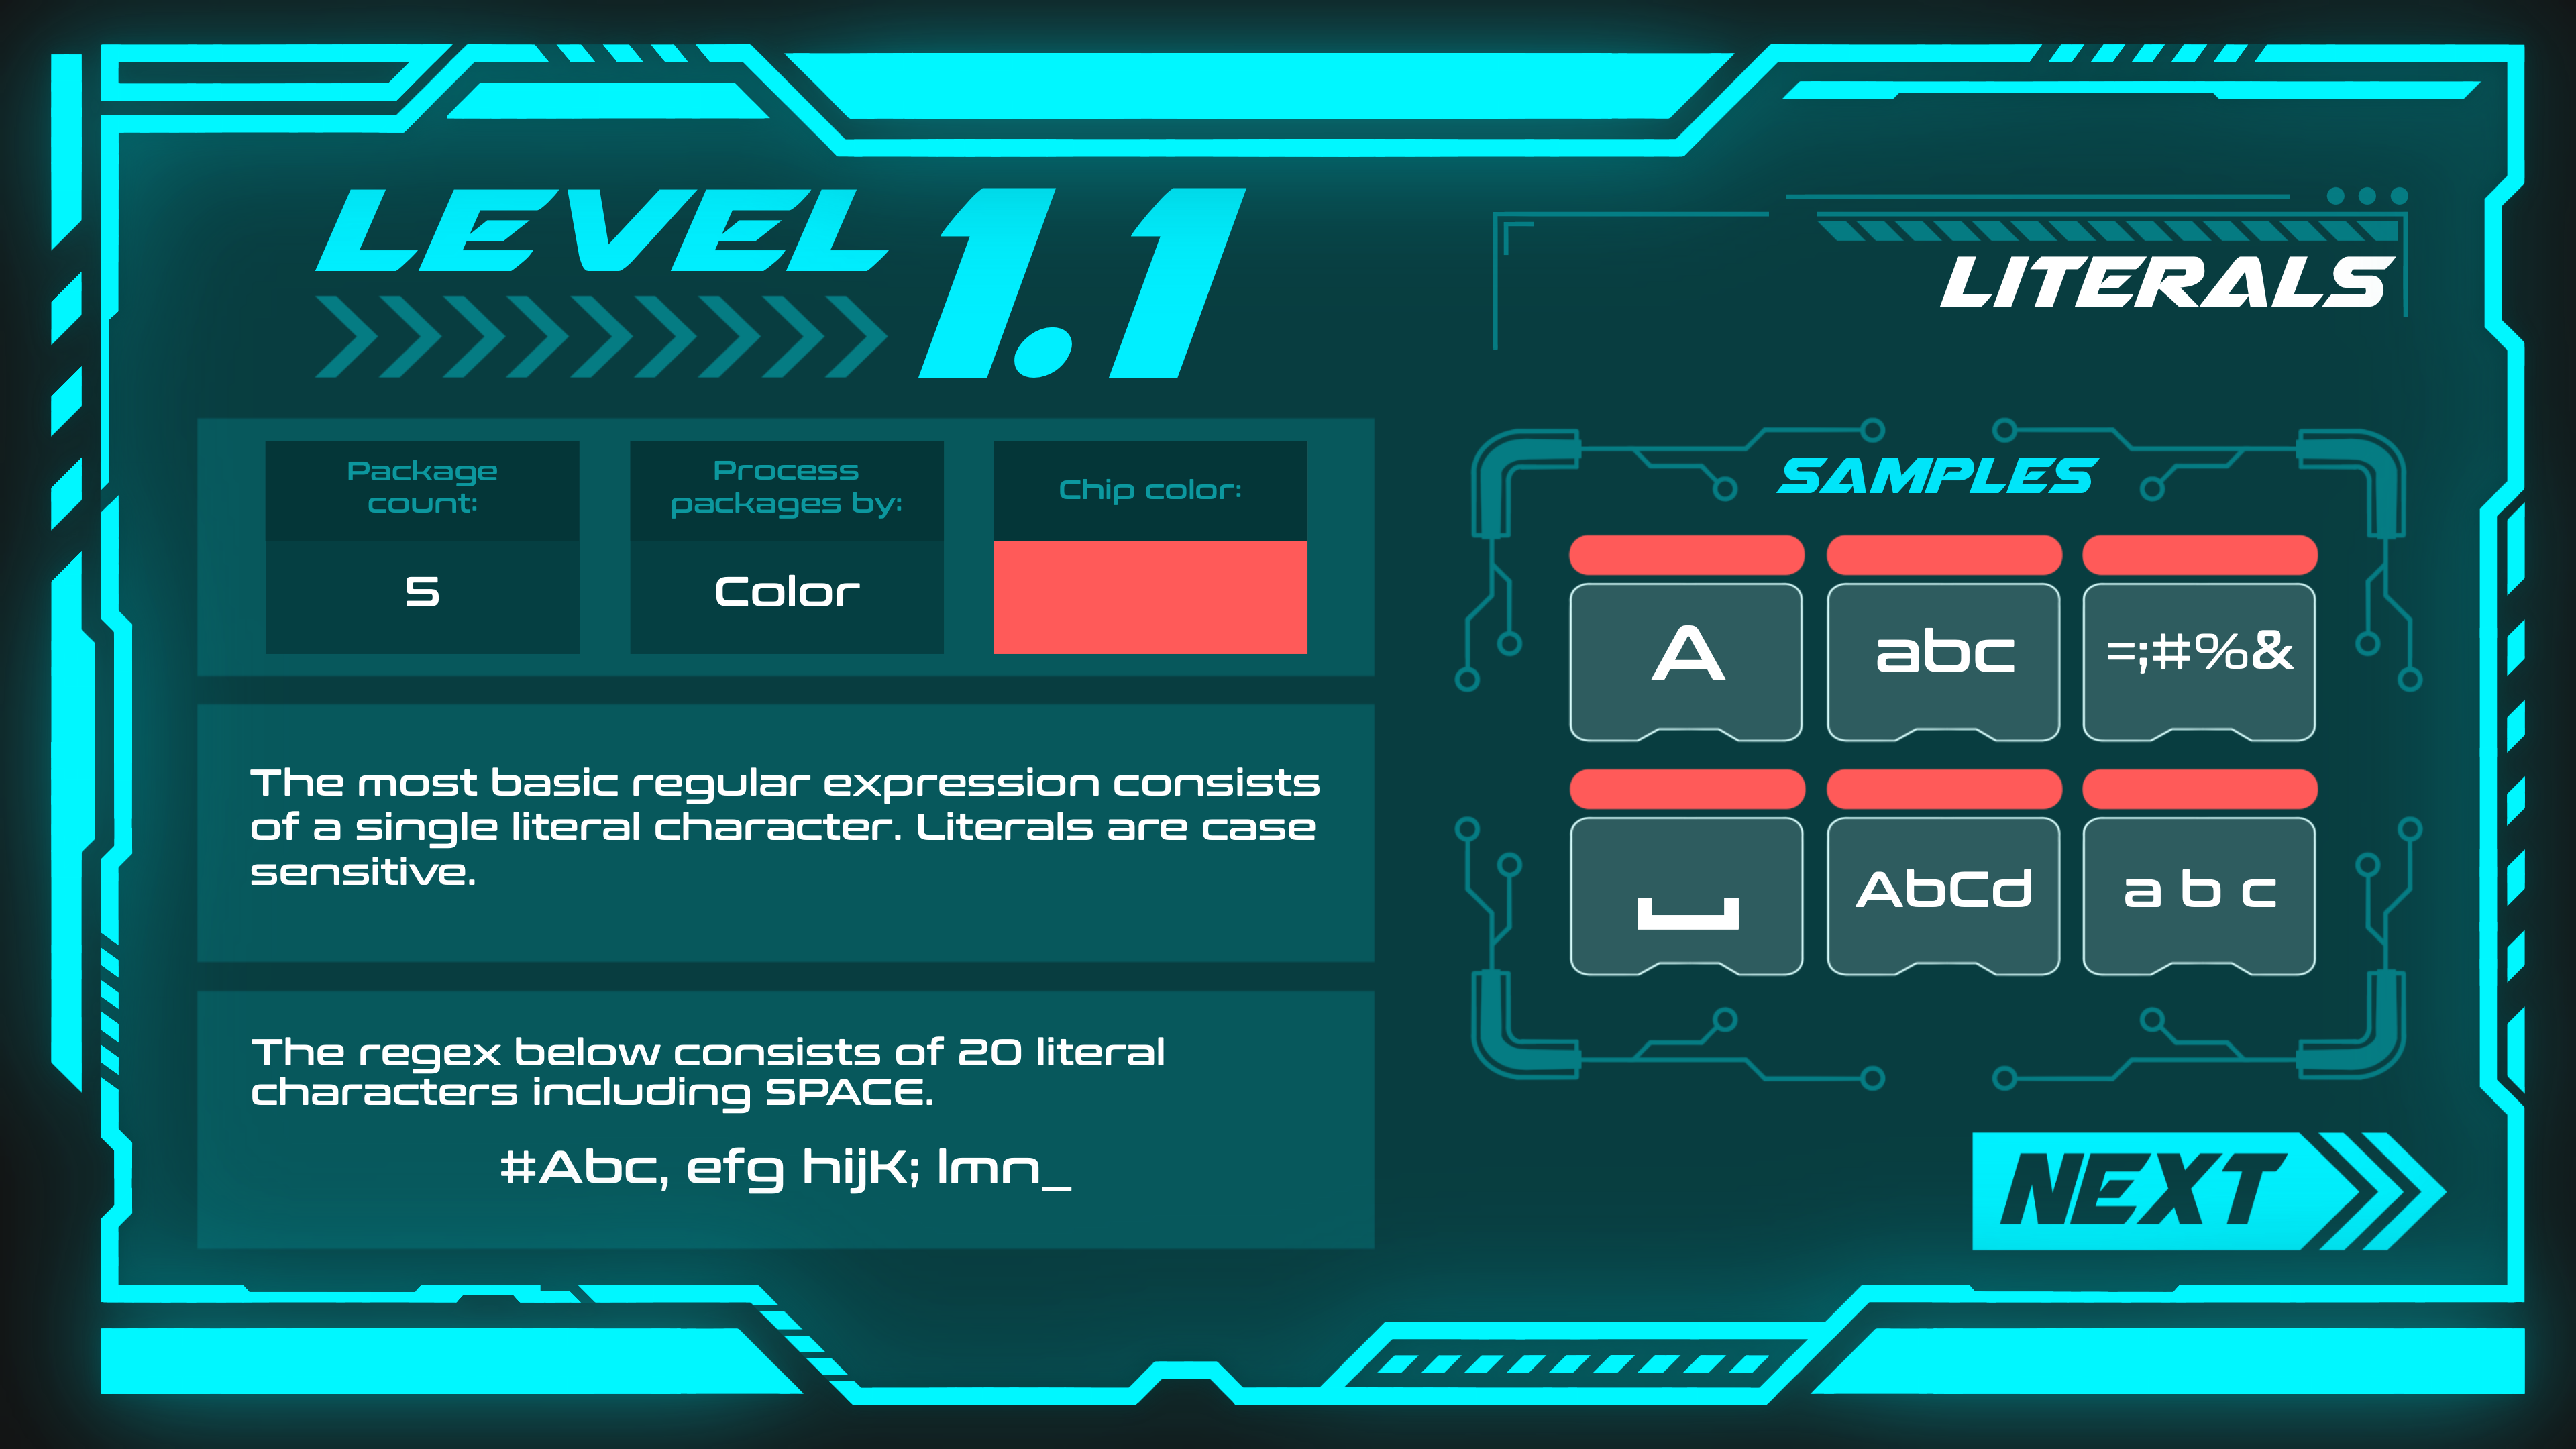 LEVEL 1.1
LITERALS
Package
count:
5
Process
packages by:
Color
Chip color:
The most basic regular expression consists
of a single literal character. Literals are case
sensitive.
The regex below consists of 20 literal
characters including SPACE.
#Abc, efg hijK; lmn_
SAMPLES
A
abc
=;#%&
AbCd
a b c
NEXT